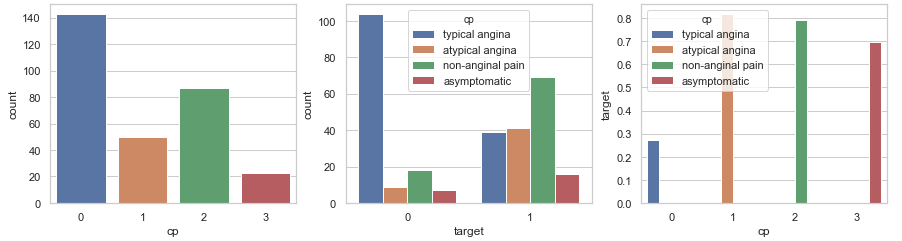 140
120
100
80
60
40
20
0
count
0 1 2 3
cp
100
80
60
40
20
0
count
cp
typical angina
atypical angina
non-anginal pain
asymptomatic
0 1
target
0.8
0.7
0.6
0.5
0.4
0.3
0.2
0.1
0.0
target
cp
typical angina
atypical angina
non-anginal pain
asymptomatic
0 1 2 3
cp